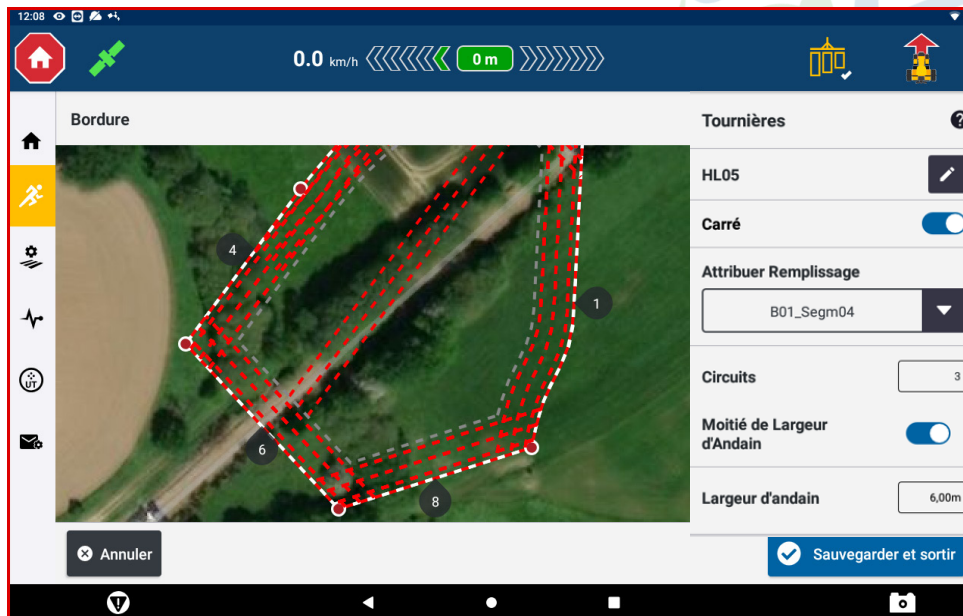 12:08
0.0 km/h
0 m
Bordure
Tournières
HL05
Carré
Attribuer Remplissage
B01_Segm04
Circuits
3
Moitié de Largeur
d'Andain
Largeur d'andain
6,00m
4
1
6
8
UT
Annuler
Sauvegarder et sortir